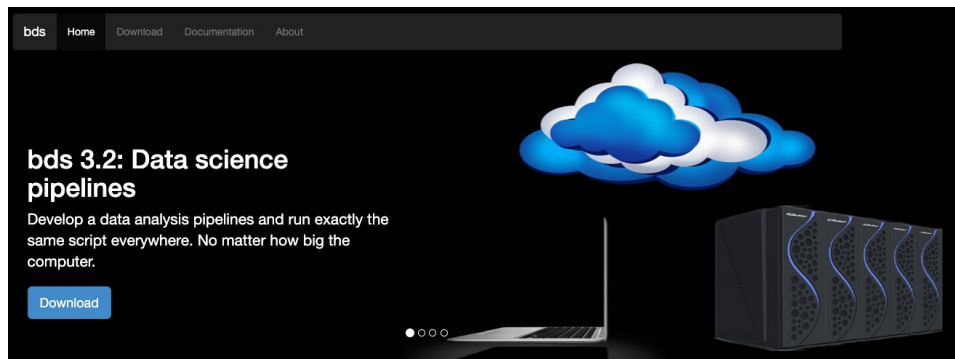 bds Home Download Documentation About
bds 3.2: Data science
pipelines
Develop a data analysis pipelines and run exactly the
same script everywhere. No matter how big the
computer.
Download